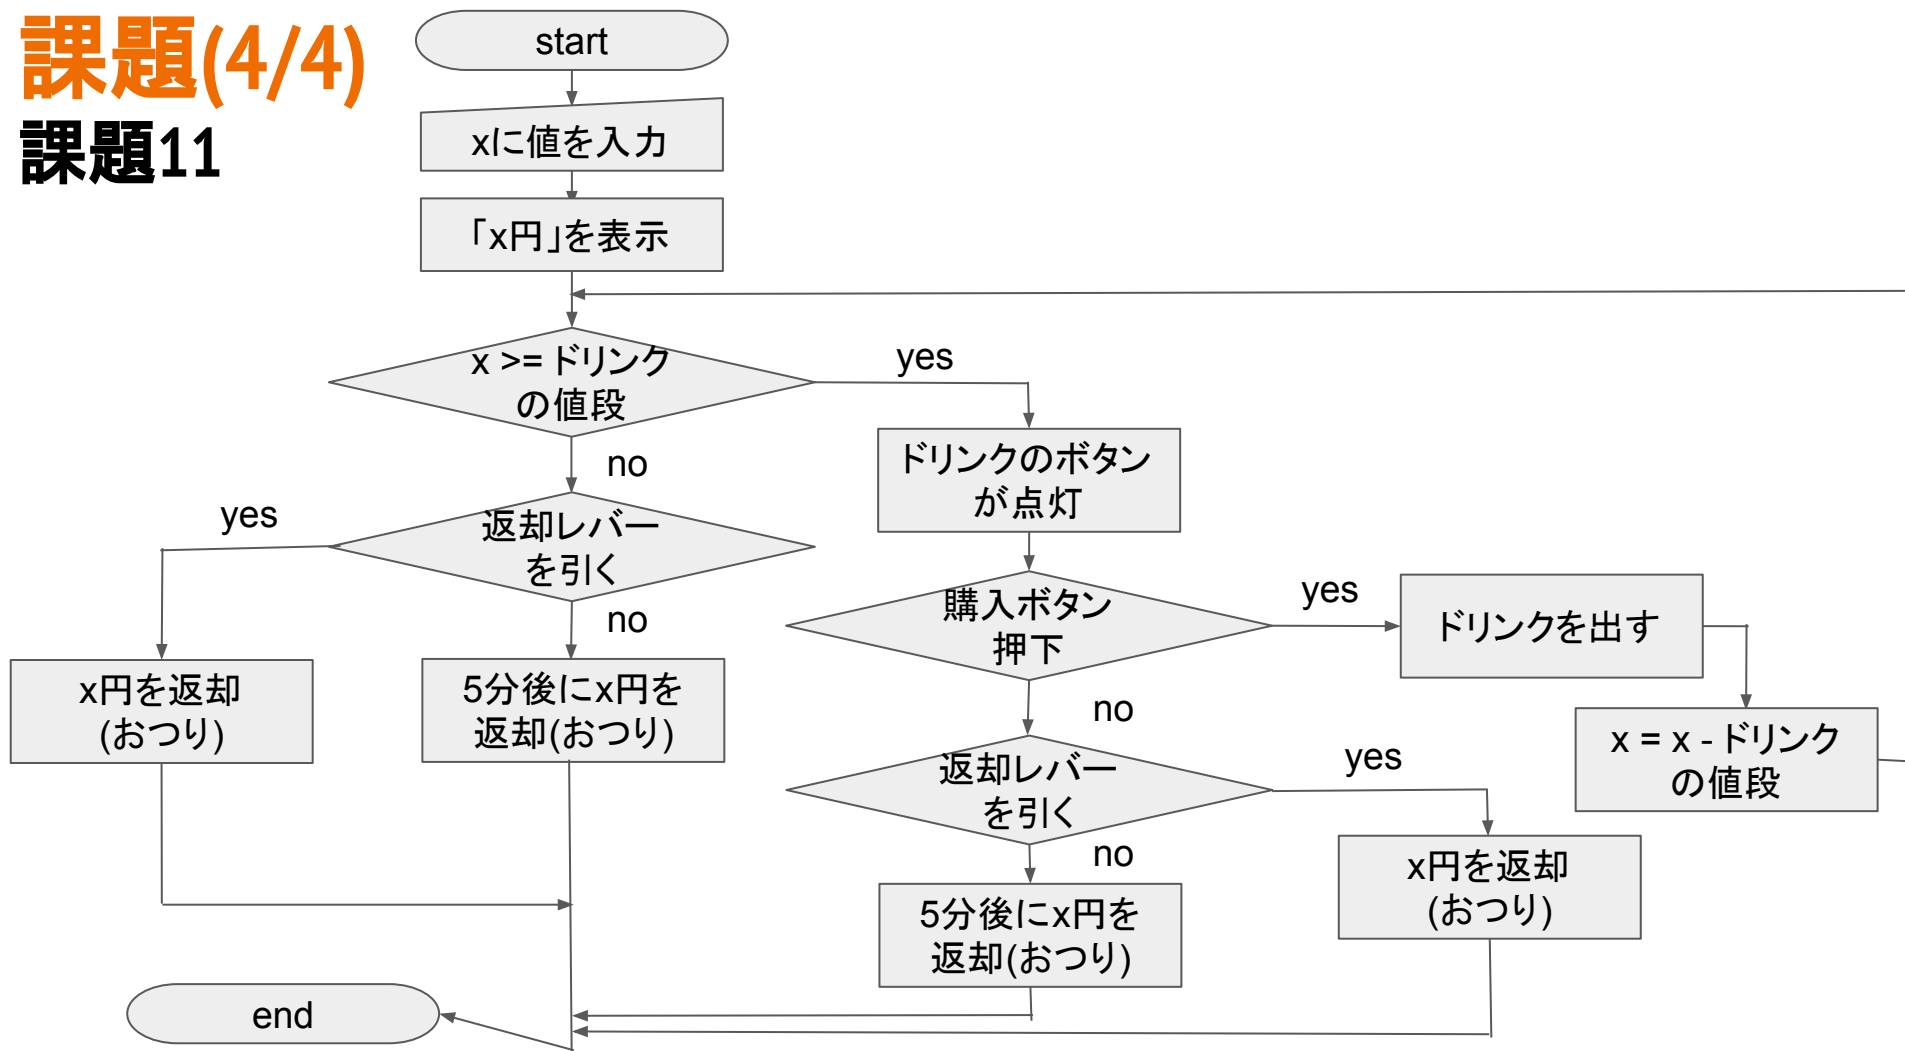 課題(4/4)
課題11
start
xに値を入力
「x円」を表示
x >= ドリンク
の値段
yes
no
ドリンクのボタン
が点灯
yes
返却レバー
を引く
no
購入ボタン
押下
yes
ドリンクを出す
x円を返却
(おつり)
5分後にx円を
返却(おつり)
no
x = x - ドリンク
の値段
返却レバー
を引く
yes
no
x円を返却
(おつり)
5分後にx円を
返却(おつり)
end